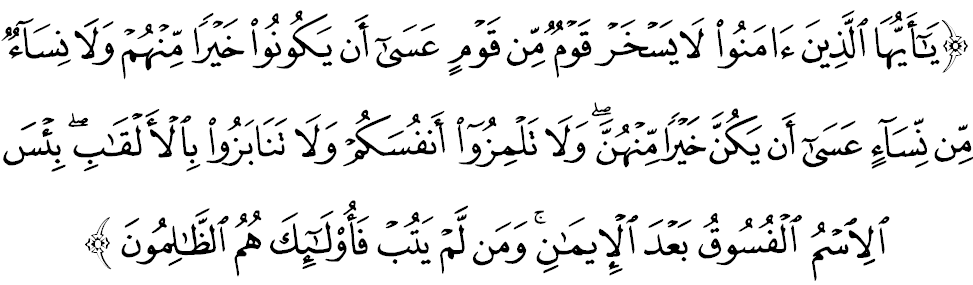 ﴿يَـٰٓأَيُّهَا ٱلَّذِينَ ءَامَنُوا۟ لَا يَسْخَرْ قَوْمٌ مِّن قَوْمٍ عَسَىٰٓ أَن يَكُونُوا۟ خَيْرًا مِّنْهُمْ وَلَا نِسَآءٌ
مِّن نِّسَآءٍ عَسَىٰٓ أَن يَكُنَّ خَيْرًا مِّنْهُنَّ ۖ وَلَا تَلْمِزُوٓا۟ أَنفُسَكُمْ وَلَا تَنَابَزُوا۟ بِٱلْأَلْقَـٰبِ ۖ بِئْسَ
ٱلِٱسْمُ ٱلْفُسُوقُ بَعْدَ ٱلْإِيمَـٰنِ ۚ وَمَن لَّمْ يَتُبْ فَأُو۟لَـٰٓئِكَ هُمُ ٱلظَّـٰلِمُونَ﴾